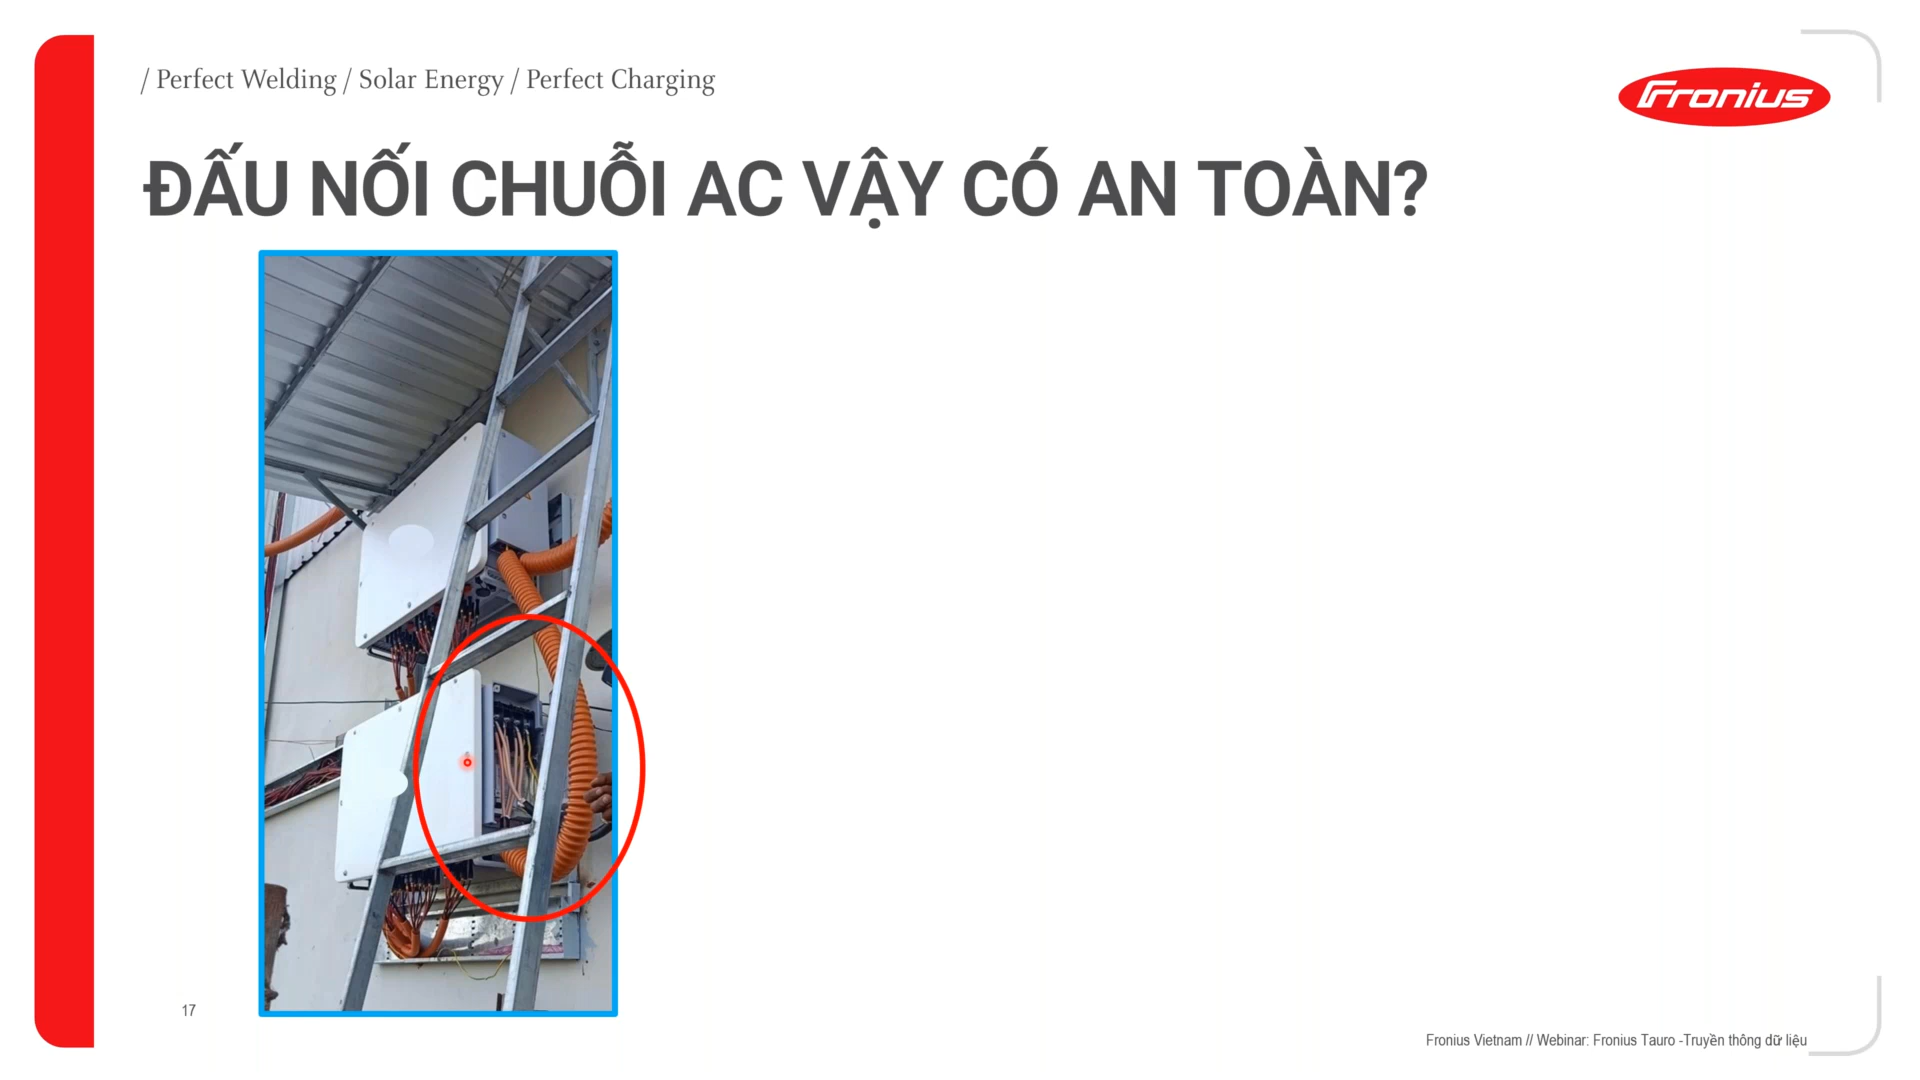 / Perfect Welding / Solar Energy / Perfect Charging
Fronius
ĐẤU NỐI CHUỖI AC VẬY CÓ AN TOÀN?
17
Fronius Vietnam // Webinar: Fronius Tauro -Truyền thông dữ liệu